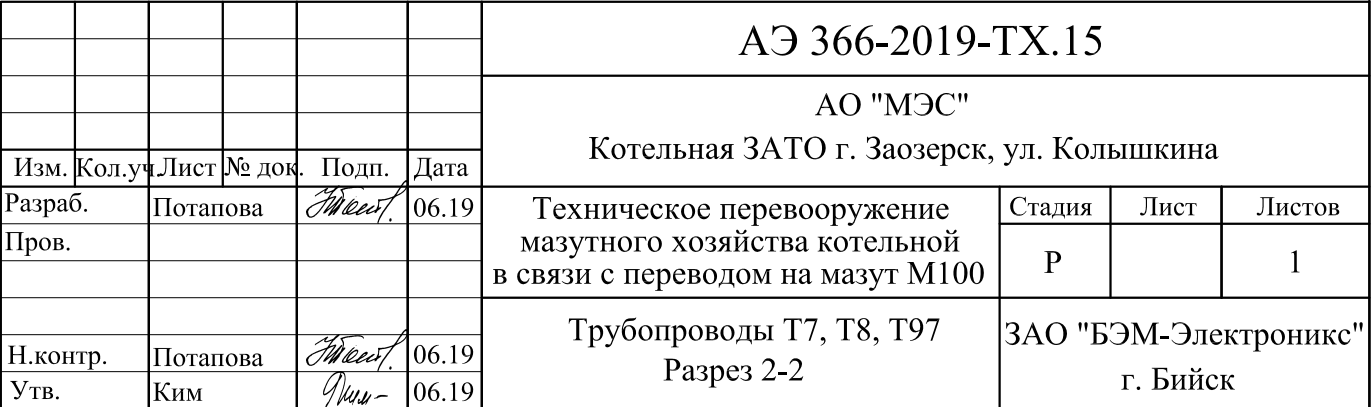 АЭ 366-2019-ТХ.15
АО "МЭС"
Котельная ЗАТО г. Заозерск, ул. Колышкина
Изм. Кол.уч. Лист № док. Подп. Дата
Разраб. Потапова 06.19
Пров.
Н.контр. Потапова 06.19
Утв. Ким 06.19
Техническое перевооружение
мазутного хозяйства котельной
в связи с переводом на мазут М100
Стадия Лист Листов
Р 1
Трубопроводы Т7, Т8, Т97
Разрез 2-2
ЗАО "БЭМ-Электроникс"
г. Бийск